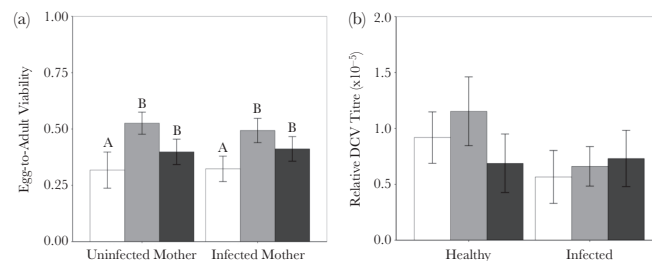 (a)
Egg-to-Adult Viability
1.00
0.75
0.50
0.25
0.00
A
B
B
A
B
B
Uninfected Mother
Infected Mother
(b)
Relative DCV Titre (x10⁻⁵)
2.0
1.5
1.0
0.5
0.0
Healthy
Infected